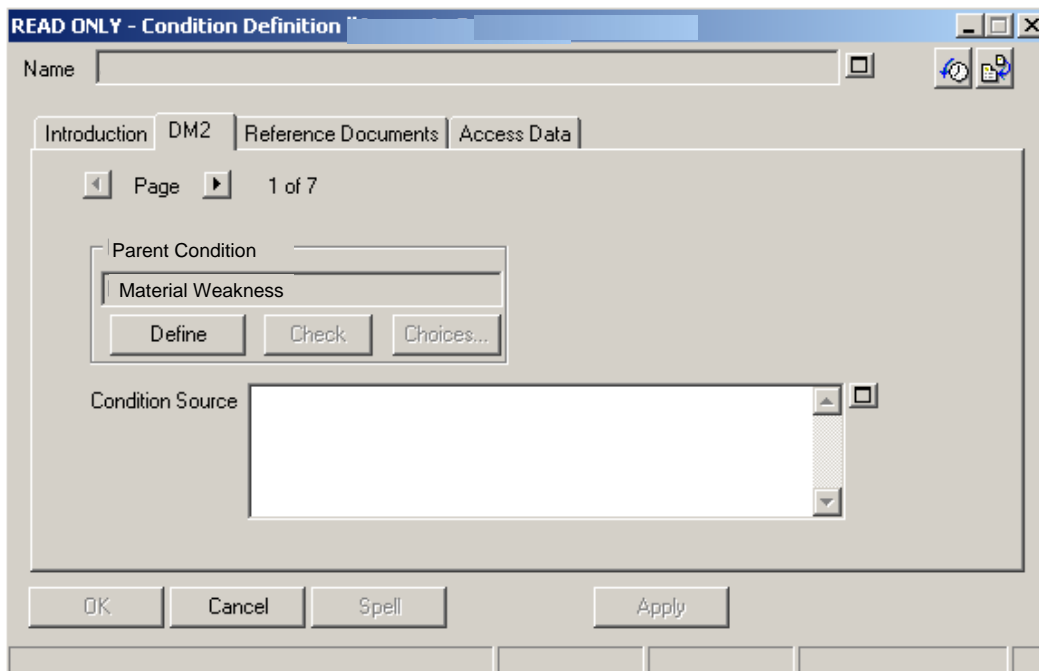 READ ONLY - Condition Definition "
Name
Introduction DM2 Reference Documents Access Data
Page 1 of 7
Parent Condition
Material Weakness
Define Check Choices...
Condition Source
OK Cancel Spell Apply